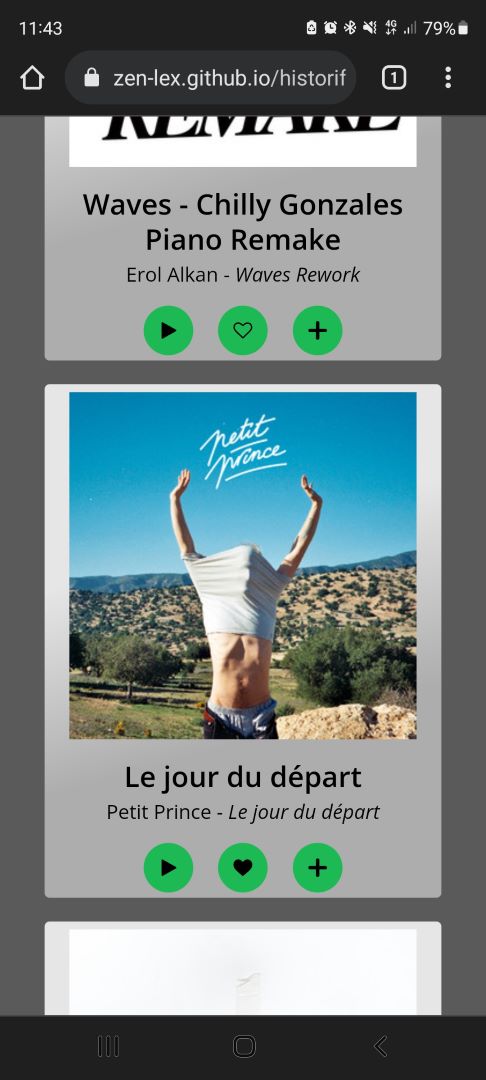 11:43
4G
79%
zen-lex.github.io/historif
1
REMAKE
Waves - Chilly Gonzales
Piano Remake
Erol Alkan - Waves Rework
petit
prince
Le jour du départ
Petit Prince - Le jour du départ